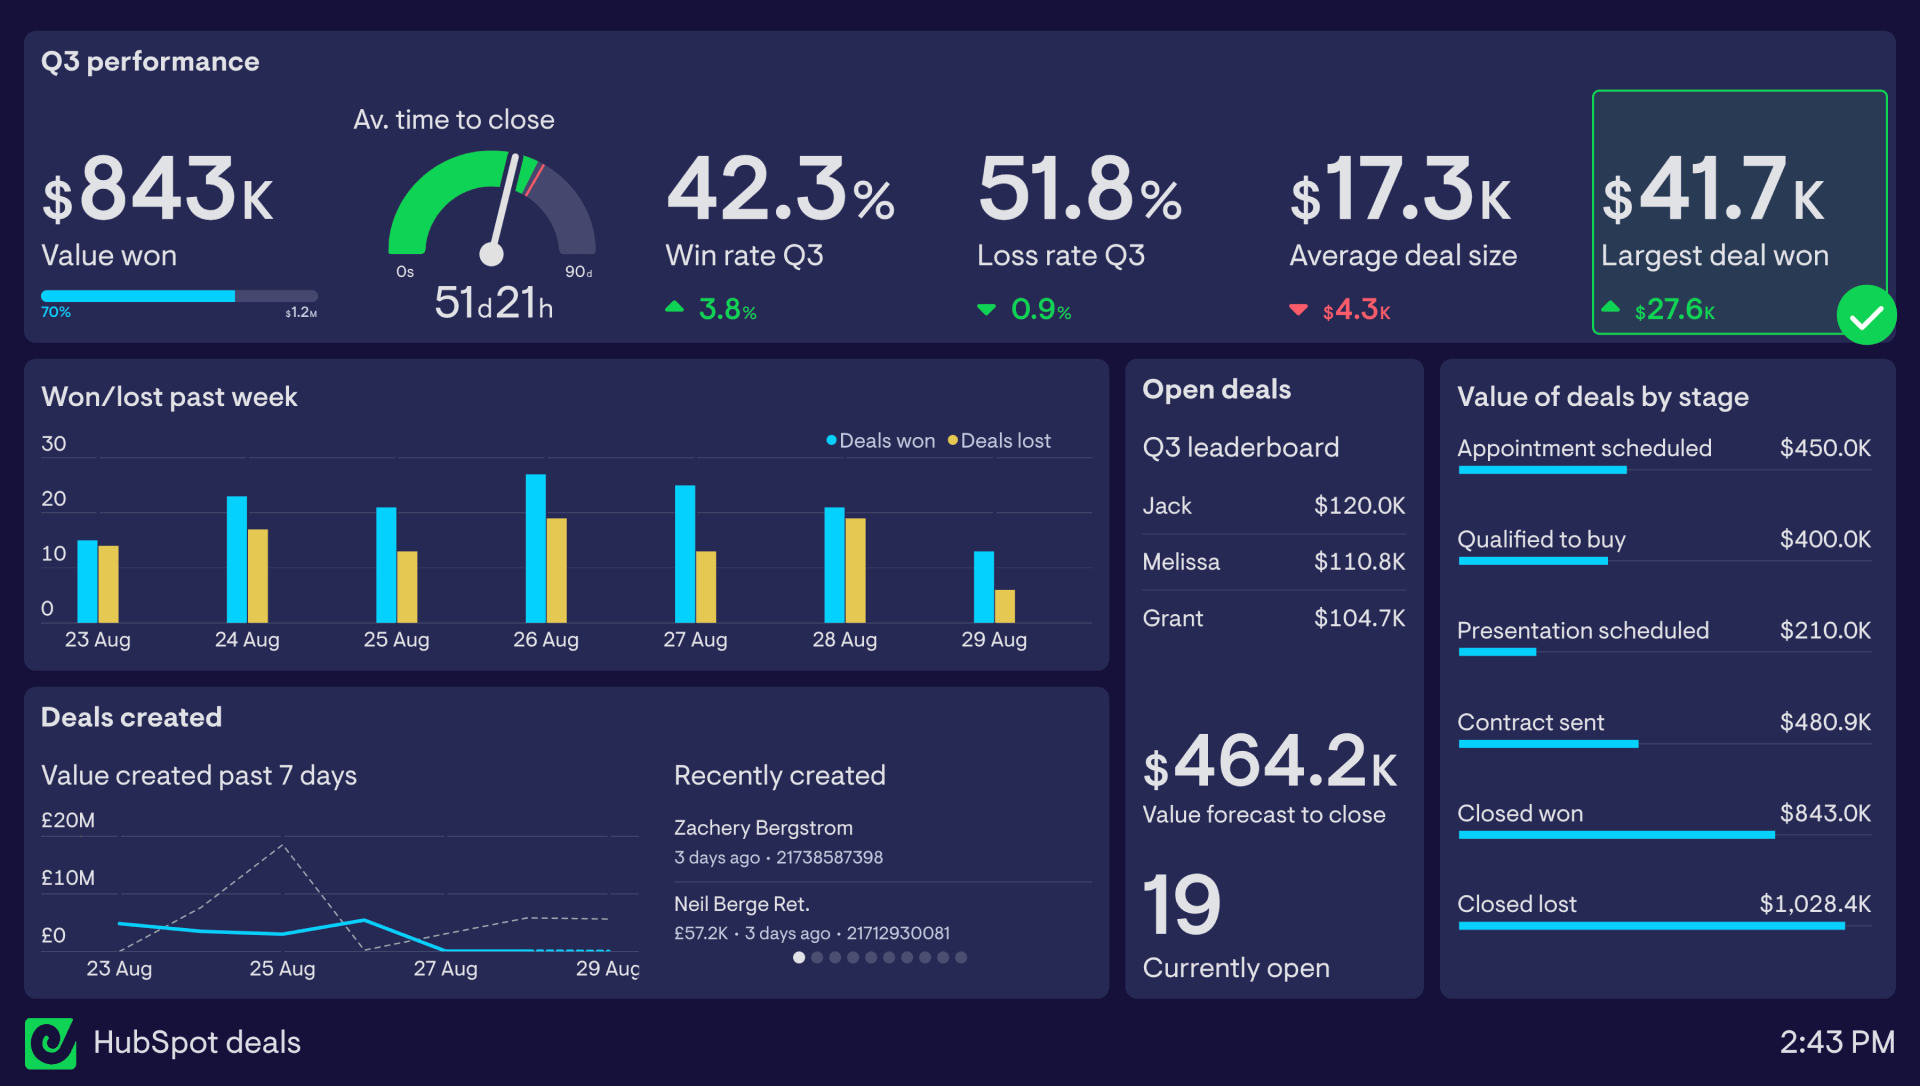 Q3 performance
$843K
Value won
70%
$1.2M
Av. time to close
0s
90d
51d21h
42.3%
Win rate Q3
3.8%
51.8%
Loss rate Q3
0.9%
$17.3K
Average deal size
$4.3K
$41.7K
Largest deal won
$27.6K
Won/lost past week
Deals won
Deals lost
30
20
10
0
23 Aug
24 Aug
25 Aug
26 Aug
27 Aug
28 Aug
29 Aug
Deals created
Value created past 7 days
£20M
£10M
£0
23 Aug
25 Aug
27 Aug
29 Aug
Recently created
Zachery Bergstrom
3 days ago • 21738587398
Neil Berge Ret.
£57.2K • 3 days ago • 21712930081
Open deals
Q3 leaderboard
Jack $120.0K
Melissa $110.8K
Grant $104.7K
$464.2K
Value forecast to close
19
Currently open
Value of deals by stage
Appointment scheduled $450.0K
Qualified to buy $400.0K
Presentation scheduled $210.0K
Contract sent $480.9K
Closed won $843.0K
Closed lost $1,028.4K
HubSpot deals
2:43 PM